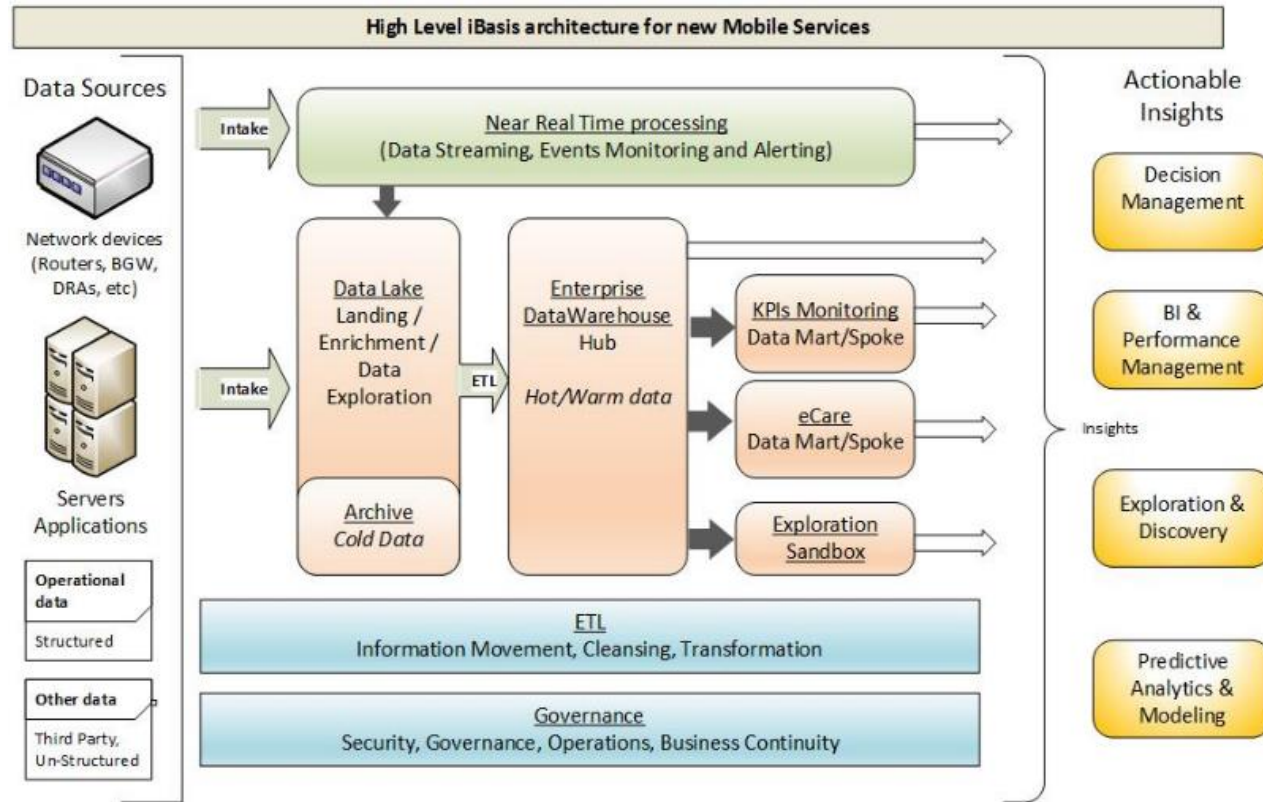 High Level iBasis architecture for new Mobile Services
Data Sources
Network devices
(Routers, BGW,
DRAs, etc)
Servers
Applications
Operational
data
Structured
Other data
Third Party,
Un-Structured
Intake
Near Real Time processing
(Data Streaming, Events Monitoring and Alerting)
Intake
Data Lake
Landing /
Enrichment /
Data
Exploration
Archive
Cold Data
ETL
Enterprise
DataWarehouse
Hub
Hot/Warm data
KPIs Monitoring
Data Mart/Spoke
eCare
Data Mart/Spoke
Exploration
Sandbox
ETL
Information Movement, Cleansing, Transformation
Governance
Security, Governance, Operations, Business Continuity
Insights
Actionable
Insights
Decision
Management
BI &
Performance
Management
Exploration &
Discovery
Predictive
Analytics &
Modeling